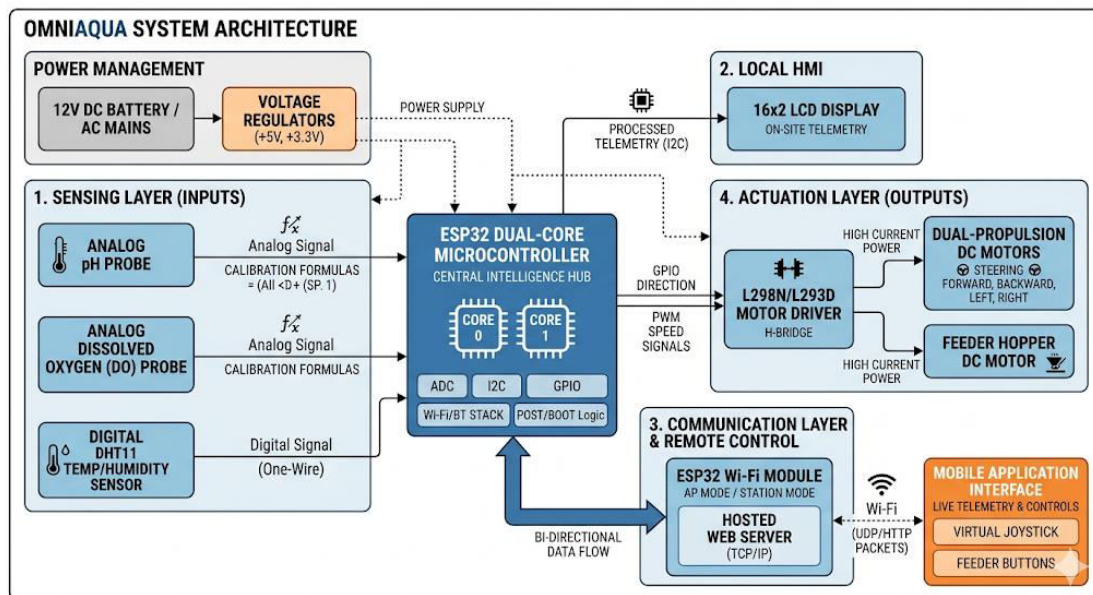 OMNIAQUA SYSTEM ARCHITECTURE
POWER MANAGEMENT
12V DC BATTERY /
AC MAINS
VOLTAGE
REGULATORS
(+5V, +3.3V)
POWER SUPPLY
1. SENSING LAYER (INPUTS)
ANALOG
pH PROBE
Analog Signal
CALIBRATION FORMULAS
= (All <D+ (SP. 1)
ANALOG
DISSOLVED
OXYGEN (DO) PROBE
Analog Signal
CALIBRATION FORMULAS
DIGITAL
DHT11
TEMP/HUMIDITY
SENSOR
Digital Signal
(One-Wire)
ESP32 DUAL-CORE
MICROCONTROLLER
CENTRAL INTELLIGENCE HUB
CORE
0
CORE
1
ADC
I2C
GPIO
Wi-Fi/BT STACK
POST/BOOT Logic
PROCESSED
TELEMETRY (I2C)
2. LOCAL HMI
16x2 LCD DISPLAY
ON-SITE TELEMETRY
4. ACTUATION LAYER (OUTPUTS)
GPIO
DIRECTION
PWM
SPEED
SIGNALS
L298N/L293D
MOTOR DRIVER
H-BRIDGE
HIGH CURRENT
POWER
DUAL-PROPULSION
DC MOTORS
STEERING
FORWARD, BACKWARD,
LEFT, RIGHT
HIGH CURRENT
POWER
FEEDER HOPPER
DC MOTOR
BI-DIRECTIONAL
DATA FLOW
3. COMMUNICATION LAYER
& REMOTE CONTROL
ESP32 Wi-Fi MODULE
AP MODE / STATION MODE
HOSTED
WEB SERVER
(TCP/IP)
Wi-Fi
(UDP/HTTP
PACKETS)
MOBILE APPLICATION
INTERFACE
LIVE TELEMETRY & CONTROLS
VIRTUAL JOYSTICK
FEEDER BUTTONS